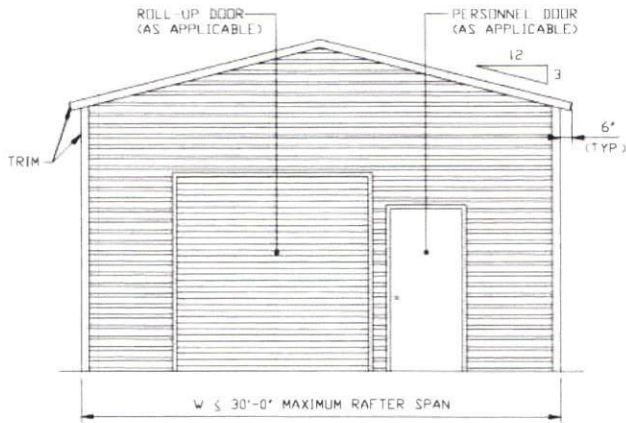 ROLL-UP DOOR
(AS APPLICABLE)
PERSONNEL DOOR
(AS APPLICABLE)
12
3
6"
(TYP.)
TRIM
W ≤ 30'-0" MAXIMUM RAFTER SPAN